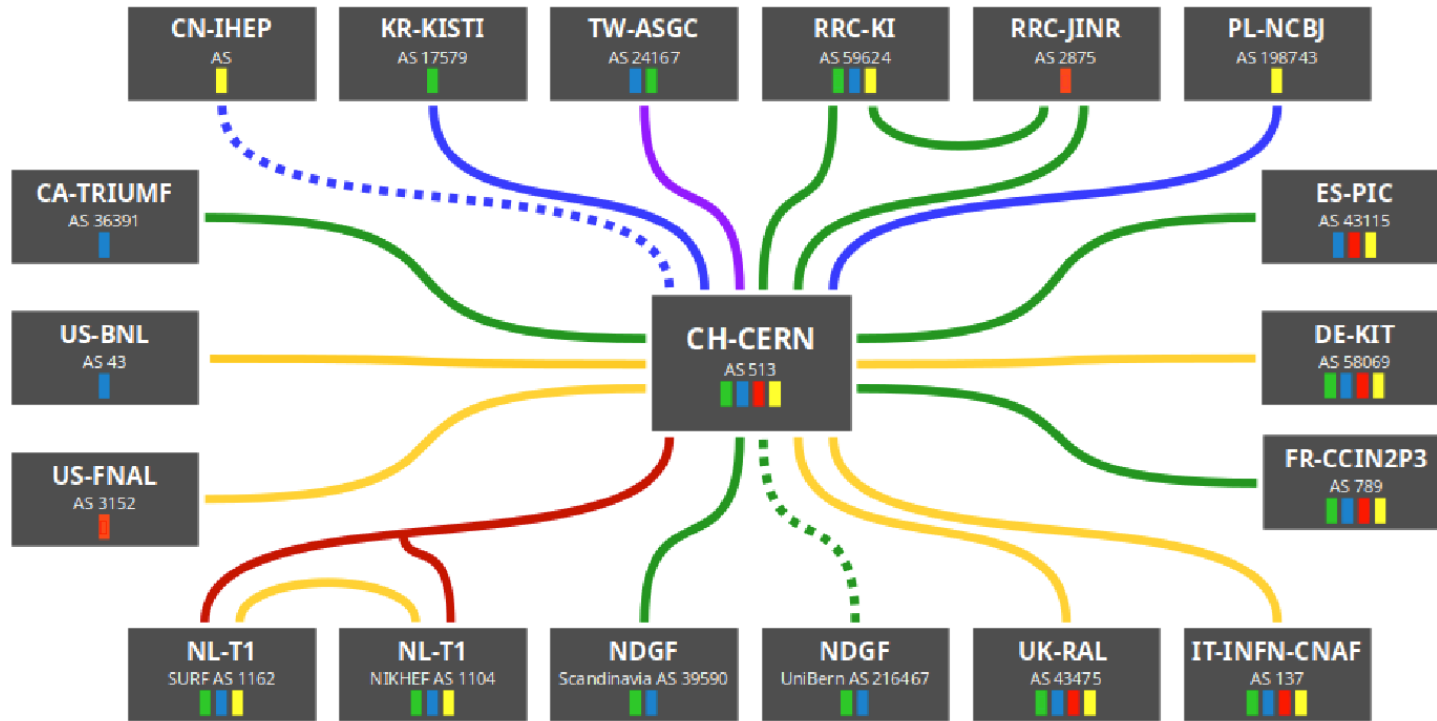 CN-IHEP
AS
KR-KISTI
AS 17579
TW-ASGC
AS 24167
RRC-KI
AS 59624
RRC-JINR
AS 2875
PL-NCBJ
AS 198743
CA-TRIUMF
AS 36391
ES-PIC
AS 43115
US-BNL
AS 43
CH-CERN
AS 513
DE-KIT
AS 58069
US-FNAL
AS 3152
FR-CCIN2P3
AS 789
NL-T1
SURF AS 1162
NL-T1
NIKHEF AS 1104
NDGF
Scandinavia AS 39590
NDGF
UniBern AS 216467
UK-RAL
AS 43475
IT-INFN-CNAF
AS 137